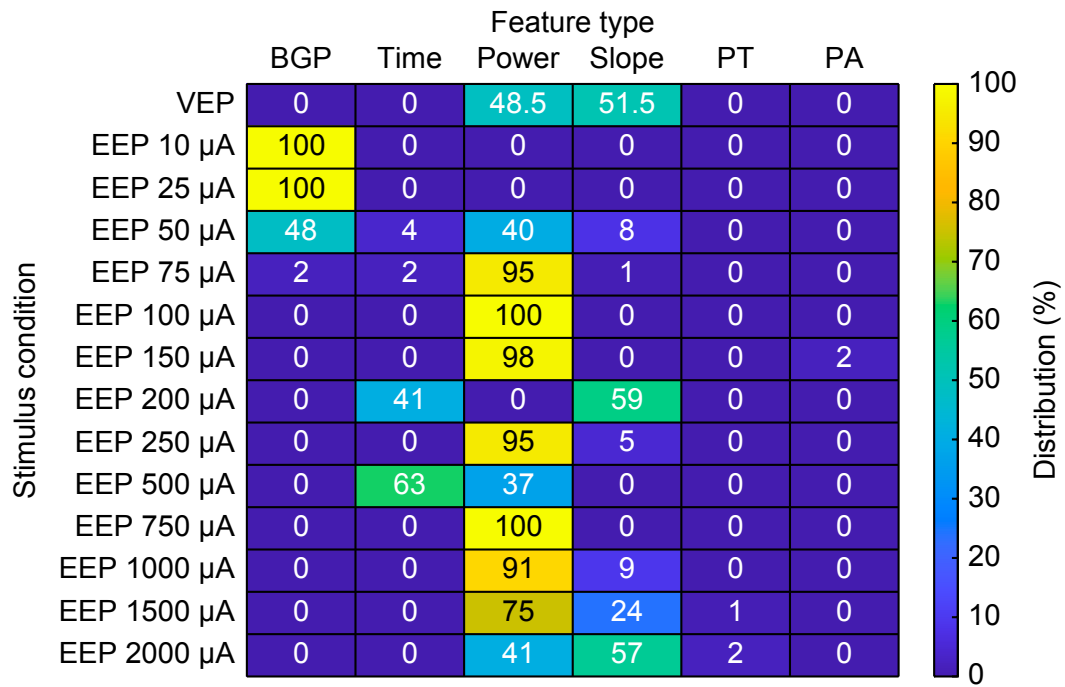 Feature type
BGP Time Power Slope PT PA
VEP 0 0 48.5 51.5 0 0
EEP 10 µA 100 0 0 0 0 0
EEP 25 µA 100 0 0 0 0 0
EEP 50 µA 48 4 40 8 0 0
EEP 75 µA 2 2 95 1 0 0
EEP 100 µA 0 0 100 0 0 0
EEP 150 µA 0 0 98 0 0 2
EEP 200 µA 0 41 0 59 0 0
EEP 250 µA 0 0 95 5 0 0
EEP 500 µA 0 63 37 0 0 0
EEP 750 µA 0 0 100 0 0 0
EEP 1000 µA 0 0 91 9 0 0
EEP 1500 µA 0 0 75 24 1 0
EEP 2000 µA 0 0 41 57 2 0
Stimulus condition
100
90
80
70
60
50
40
30
20
10
0
Distribution (%)